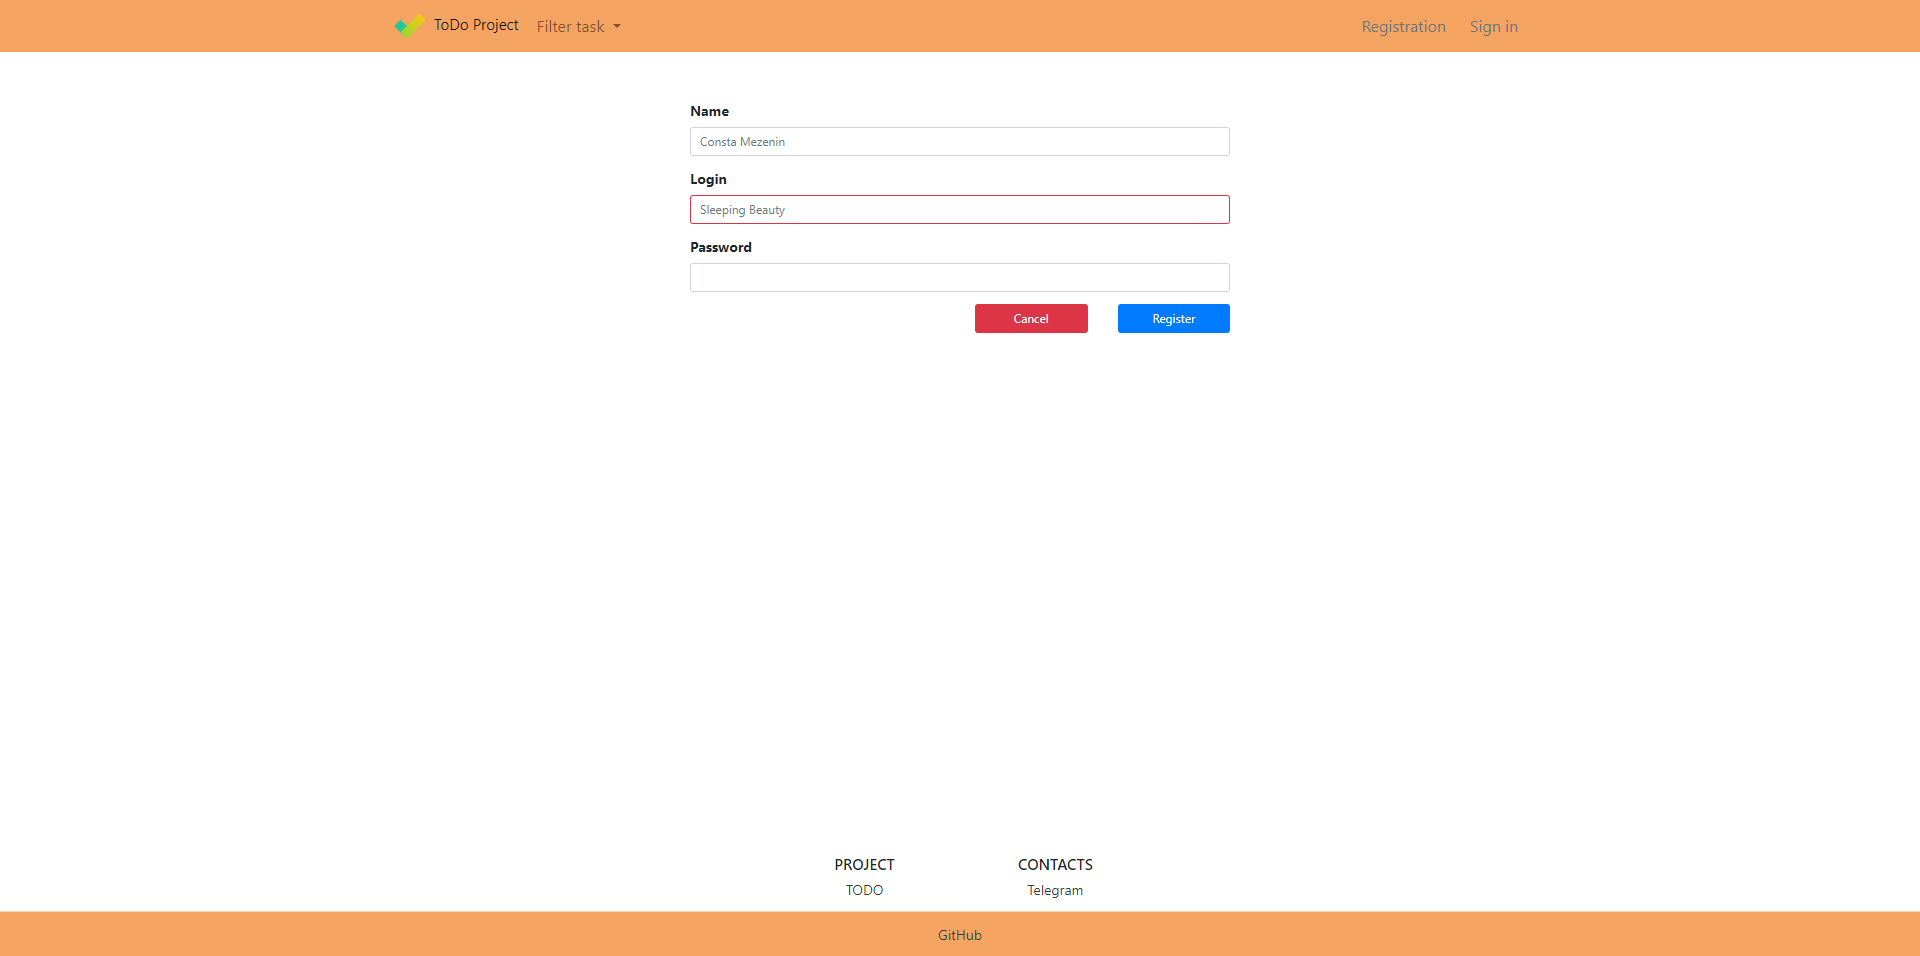 ToDo Project
Filter task
Registration
Sign in
Name
Consta Mezenin
Login
Sleeping Beauty
Password
Cancel
Register
PROJECT
TODO
CONTACTS
Telegram
GitHub